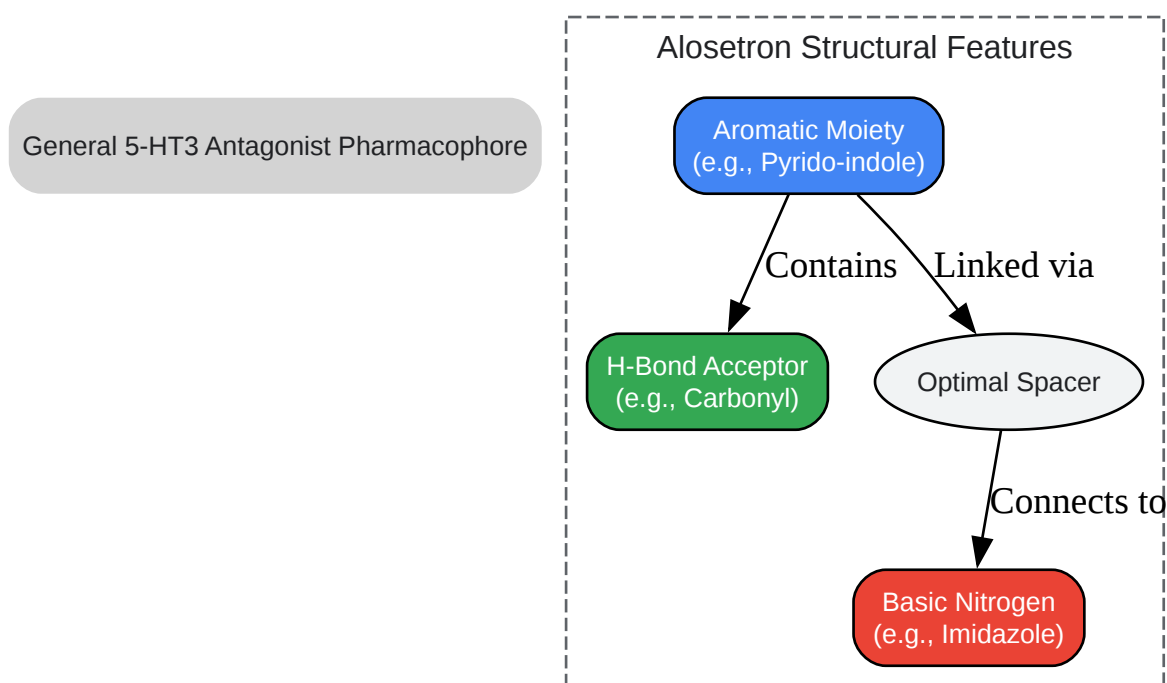 Alosetron Structural Features
General 5-HT3 Antagonist Pharmacophore
Aromatic Moiety
(e.g., Pyrido-indole)
Contains
Linked via
H-Bond Acceptor
(e.g., Carbonyl)
Optimal Spacer
Connects to
Basic Nitrogen
(e.g., Imidazole)